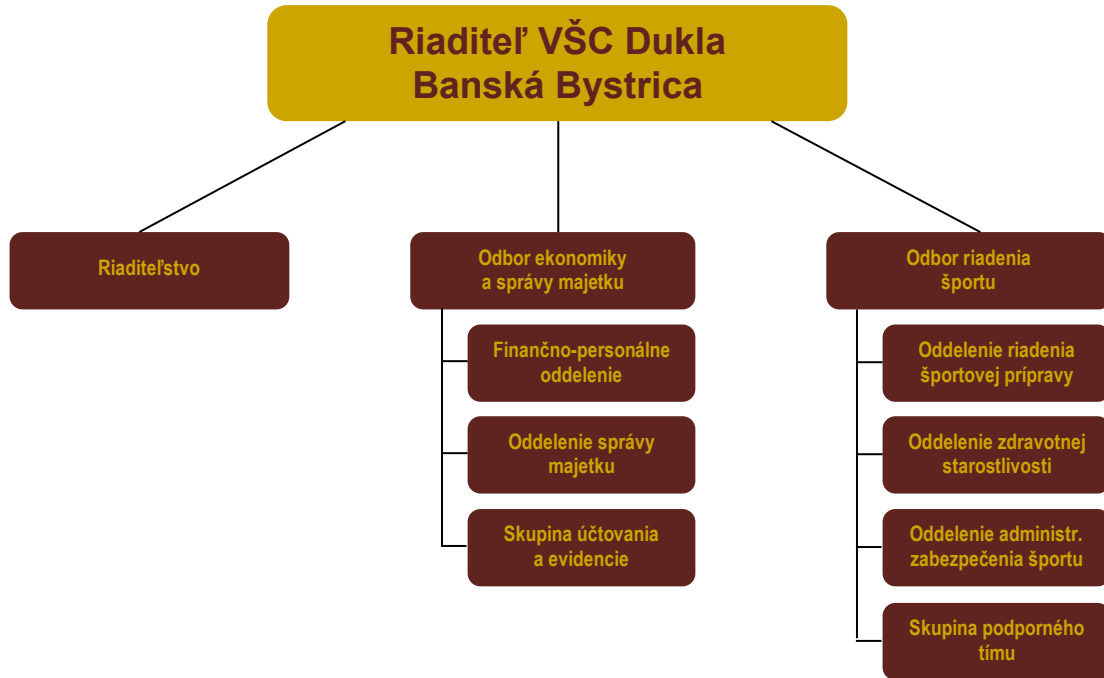 Riaditeľ VŠC Dukla
Banská Bystrica
Riaditeľstvo
Odbor ekonomiky
a správy majetku
Finančno-personálne
oddelenie
Oddelenie správy
majetku
Skupina účtovania
a evidencie
Odbor riadenia
športu
Oddelenie riadenia
športovej prípravy
Oddelenie zdravotnej
starostlivosti
Oddelenie administr.
zabezpečenia športu
Skupina podporného
tímu